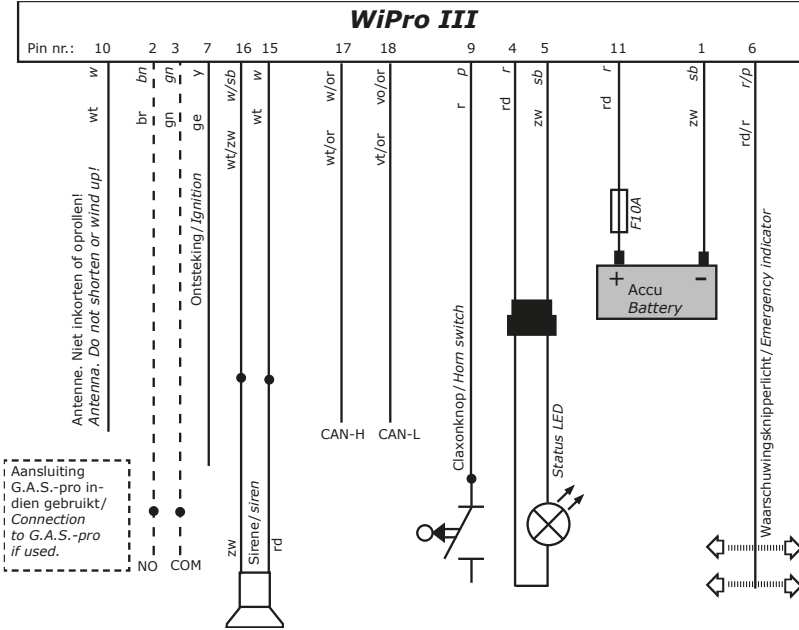 WiPro III
Pin nr.: 10 2 3 7 16 15 17 18 9 4 5 11 1 6
w bn gn y w/sb w w/or vo/or p r sb r sb r/p
wt br gn ge wt/zw wt wt/or vt/or r rd zw rd zw rd/r
Antenne. Niet inkorten of oprollen!
Antenna. Do not shorten or wind up!
Ontsteking/Ignition
F10A
+ -
Accu
Battery
Waarschuwingsknipperlicht/Emergency indicator
Claxonknop/Horn switch
Status LED
CAN-H CAN-L
Aansluiting
G.A.S.-pro in-
dien gebruikt/
Connection
to G.A.S.-pro
if used.
NO COM
zw
Sirene/siren
rd